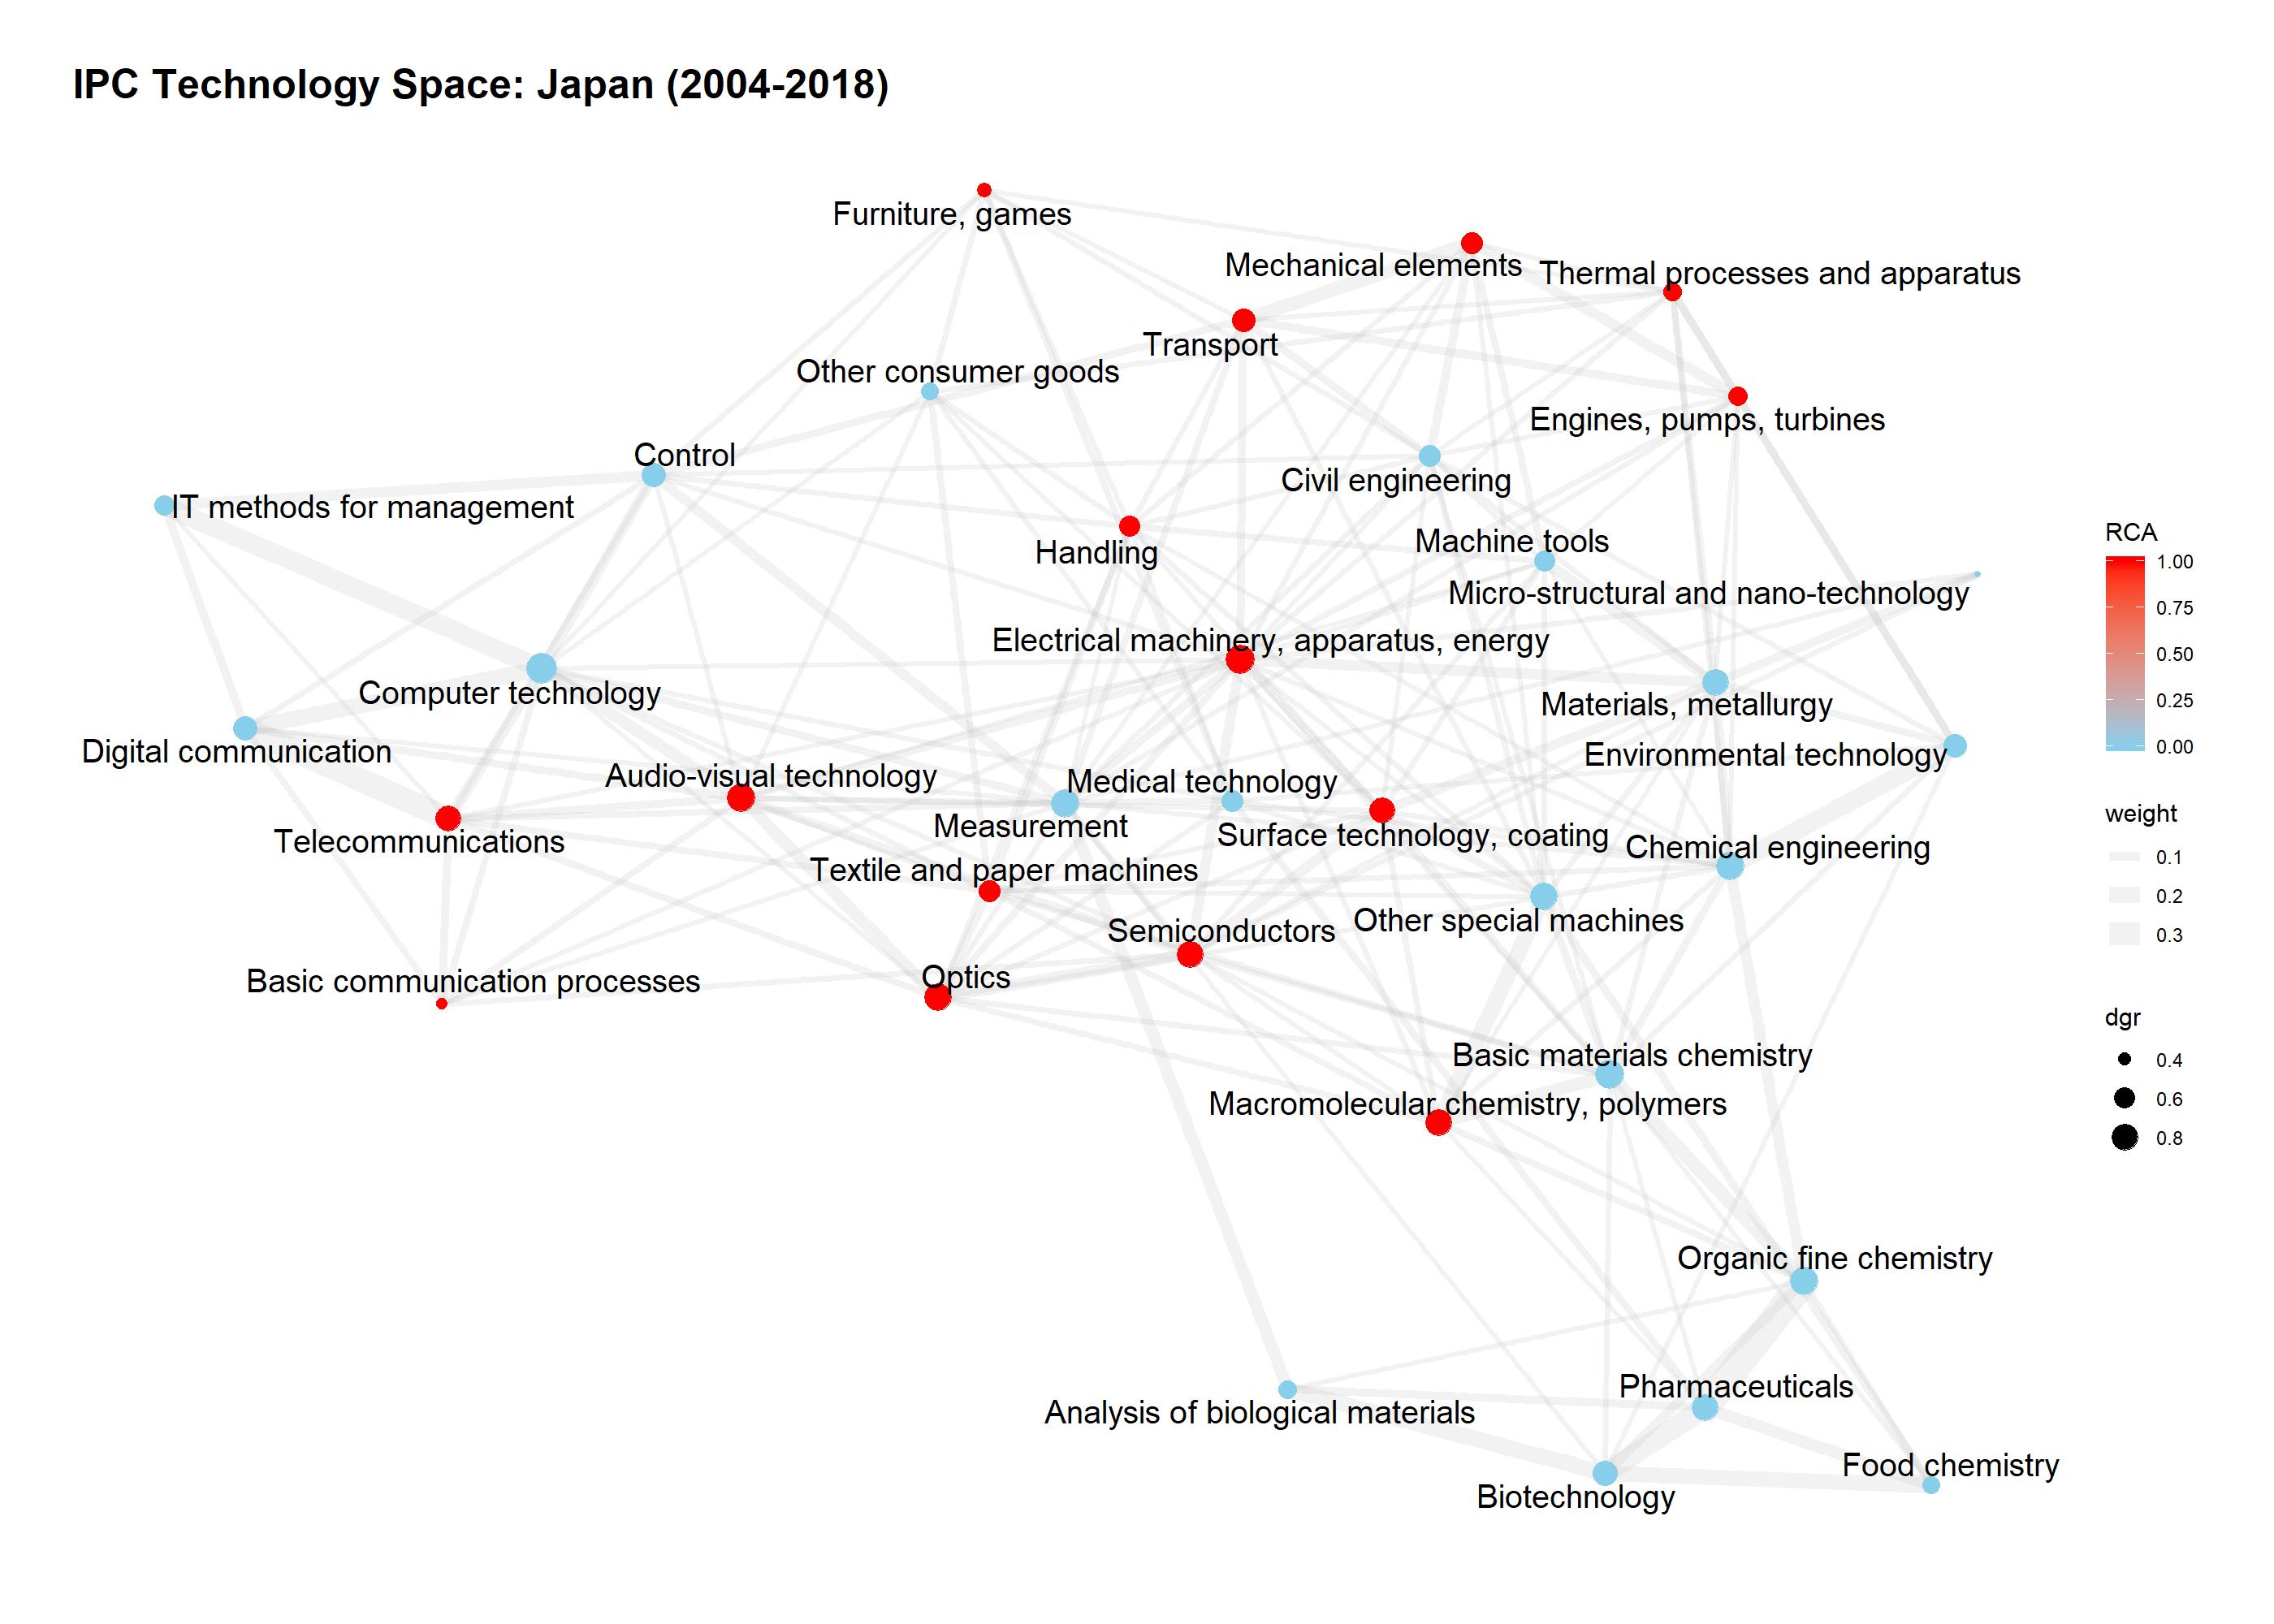 IPC Technology Space: Japan (2004-2018)
Furniture, games
Mechanical elements
Thermal processes and apparatus
Transport
Other consumer goods
Engines, pumps, turbines
Control
Civil engineering
IT methods for management
Handling
Machine tools
Micro-structural and nano-technology
Electrical machinery, apparatus, energy
Computer technology
Materials, metallurgy
Digital communication
Environmental technology
Audio-visual technology
Medical technology
Measurement
Telecommunications
Surface technology, coating
Chemical engineering
Textile and paper machines
Other special machines
Semiconductors
Basic communication processes
Optics
Basic materials chemistry
Macromolecular chemistry, polymers
Organic fine chemistry
Pharmaceuticals
Analysis of biological materials
Food chemistry
Biotechnology
RCA
1.00
0.75
0.50
0.25
0.00
weight
0.1
0.2
0.3
dgr
0.4
0.6
0.8